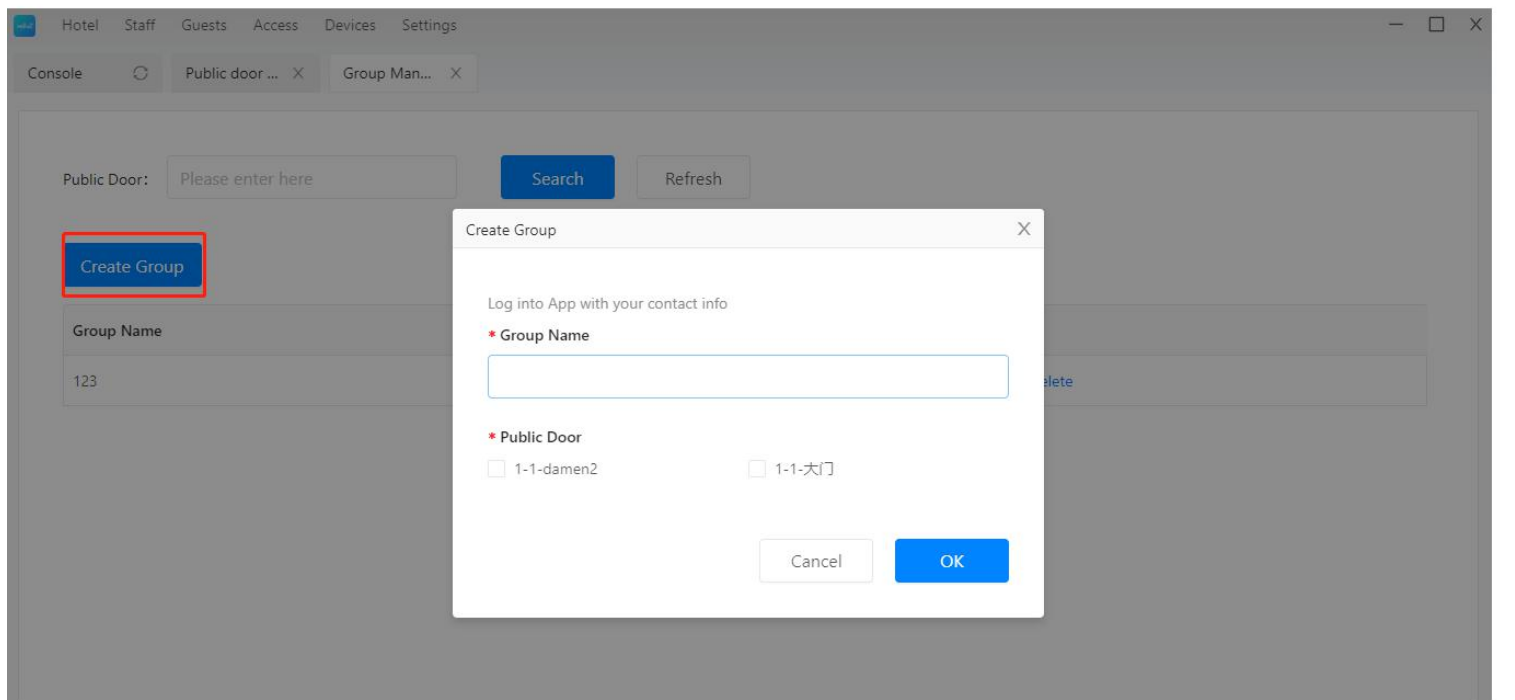 Hotel Staff Guests Access Devices Settings
Console Public door ... Group Man...
Public Door: Please enter here Search Refresh
Create Group
Group Name
123
elete
Create Group
Log into App with your contact info
* Group Name
* Public Door
1-1-damen2 1-1-大门
Cancel OK